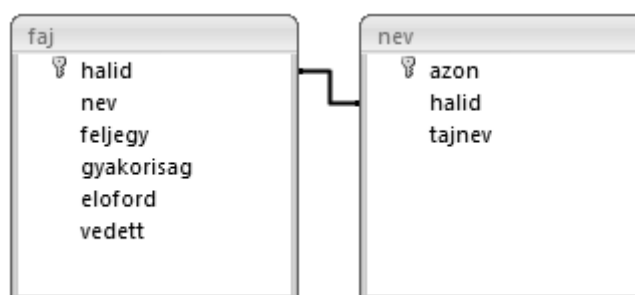 faj
halid
nev
feljegy
gyakorisag
eloford
vedett
nev
azon
halid
tajnev